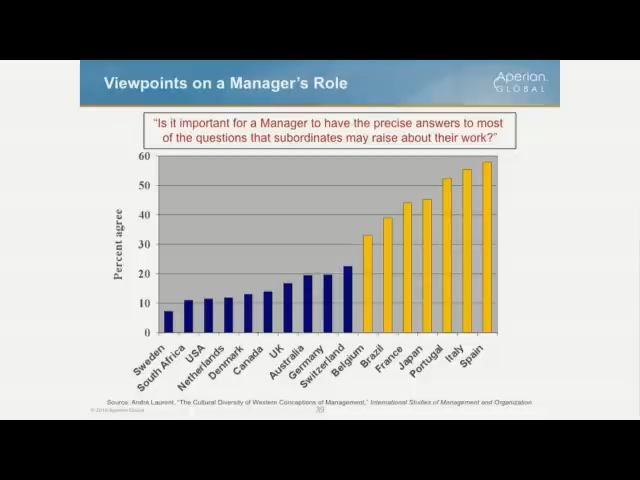 Viewpoints on a Manager's Role
Aperian
GLOBAL
“Is it important for a Manager to have the precise answers to most
of the questions that subordinates may raise about their work?”
60
50
40
30
20
10
0
Percent agree
Sweden
South Africa
USA
Netherlands
Denmark
Canada
UK
Australia
Germany
Switzerland
Belgium
Brazil
France
Japan
Portugal
Italy
Spain
Source: André Laurent, “The Cultural Diversity of Western Conceptions of Management,” International Studies of Management and Organization
Aperian Global